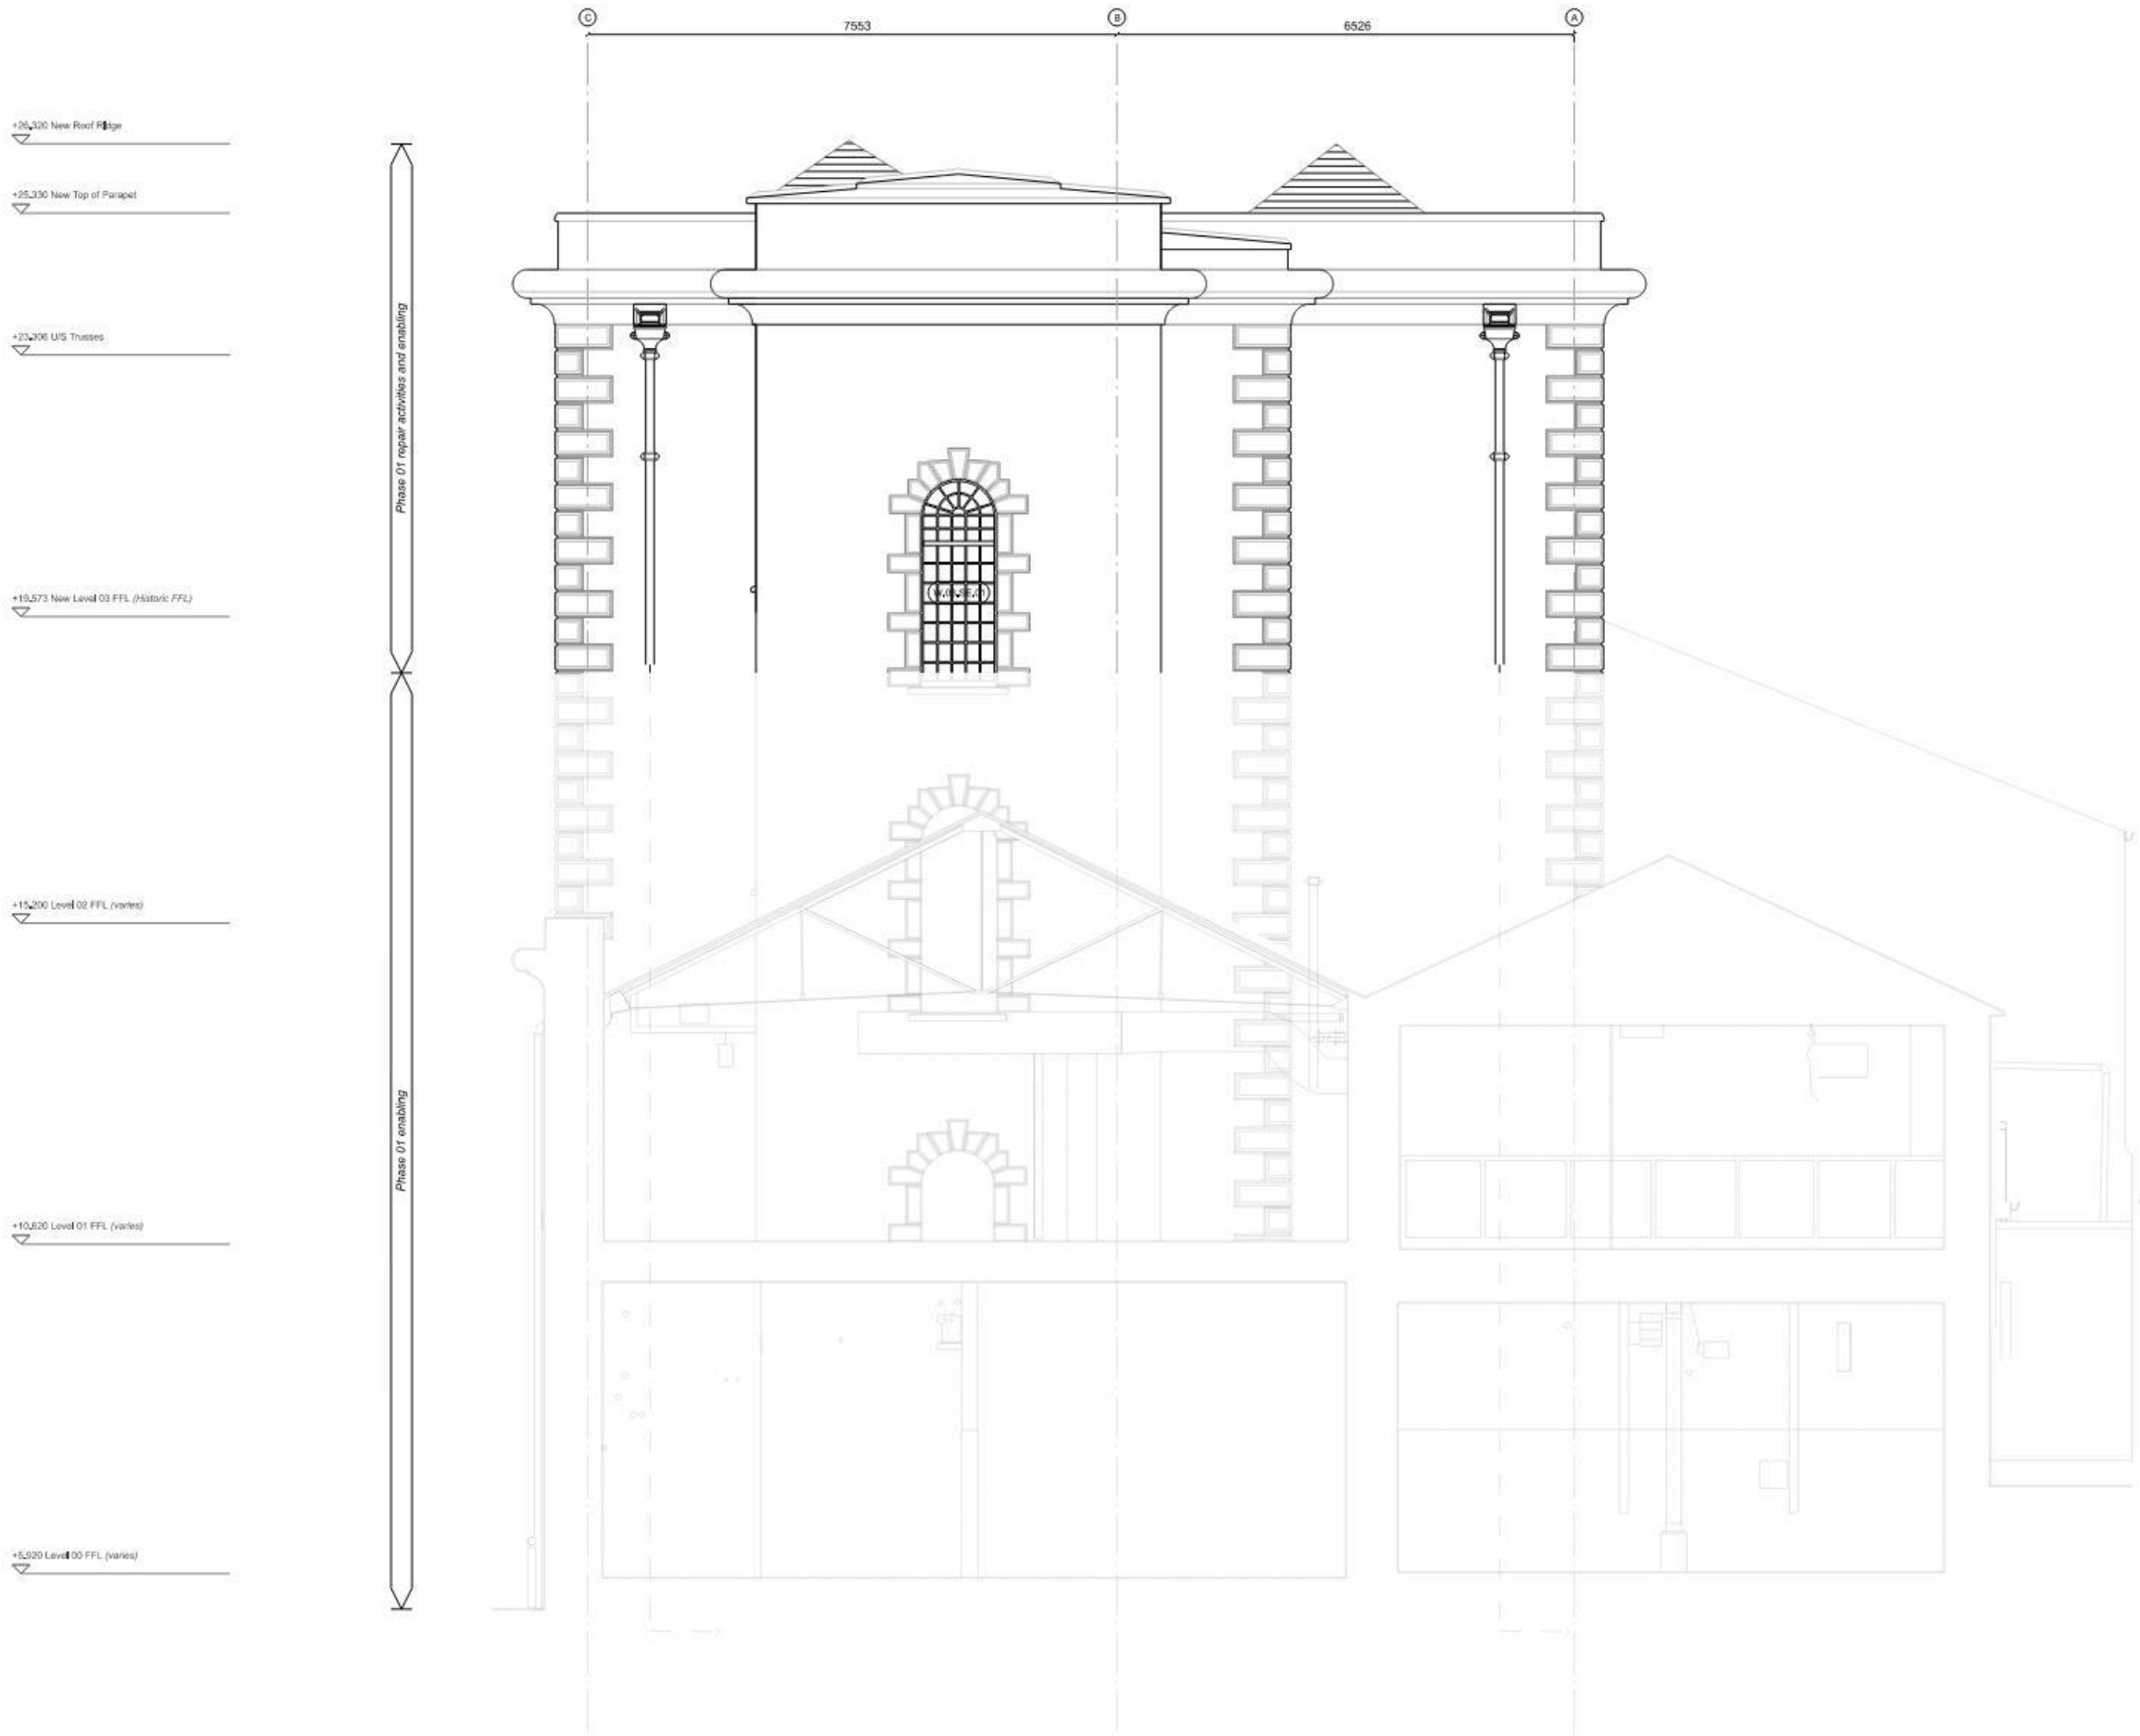 C
B
A
7553
6526
+26.320 New Roof Ridge
+25.330 New Top of Parapet
+23.306 U/S Trusses
+19.573 New Level 03 FFL (Historic FFL)
+15.200 Level 02 FFL (varies)
+10.620 Level 01 FFL (varies)
+5.920 Level 00 FFL (varies)
Phase 01 repair activities and enabling
Phase 01 enabling